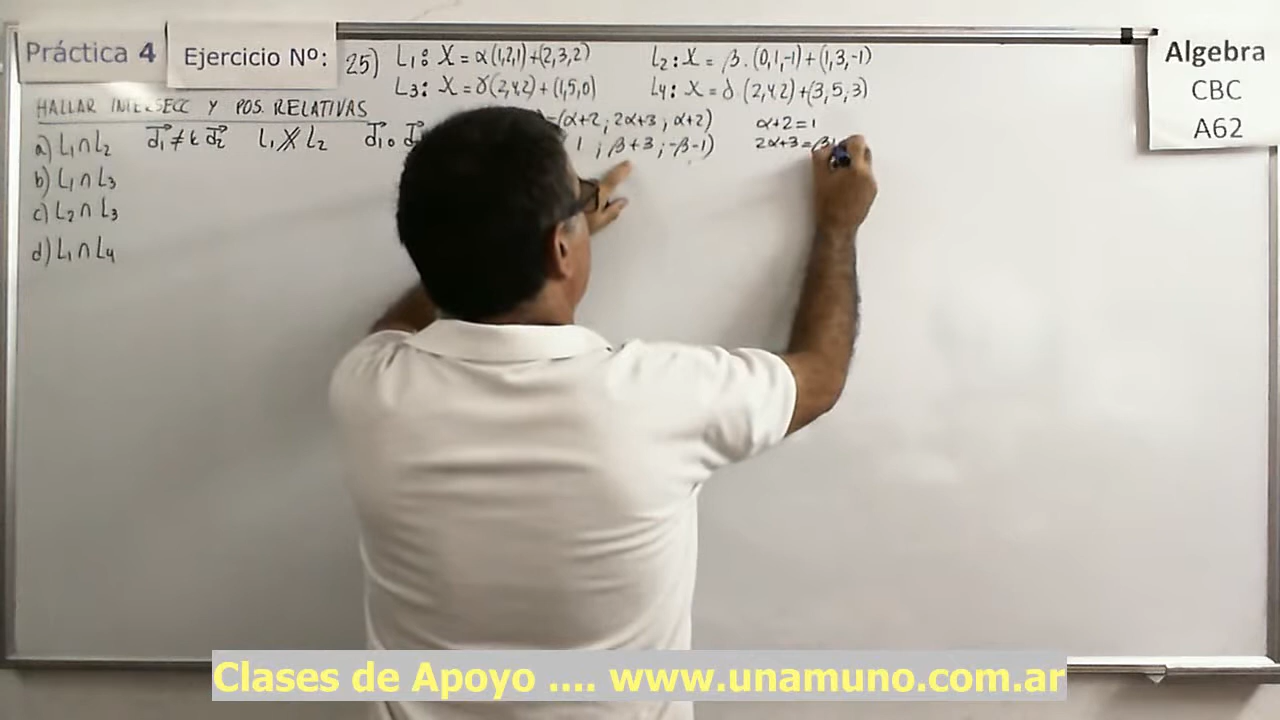 Práctica 4
Ejercicio Nº:
25) L1: X = α(1,2,1)+(2,3,2)
L2: X = β.(0,1,-1)+(1,3,-1)
L3: X = γ(2,4,2)+(1,5,0)
L4: X = δ.(2,4,2)+(3,5,3)
Algebra
CBC
A62
HALLAR INTERSECC Y POS. RELATIVAS
=(α+2 ; 2α+3 ; α+2)
α+2=1
a) L1 ∩ L2
d1 ≠ k d2
L1 ∦ L2
d1 ∘
1 ; β+3 ; -β-1)
2α+3=β+
b) L1 ∩ L3
c) L2 ∩ L3
d) L1 ∩ L4
Clases de Apoyo .... www.unamuno.com.ar